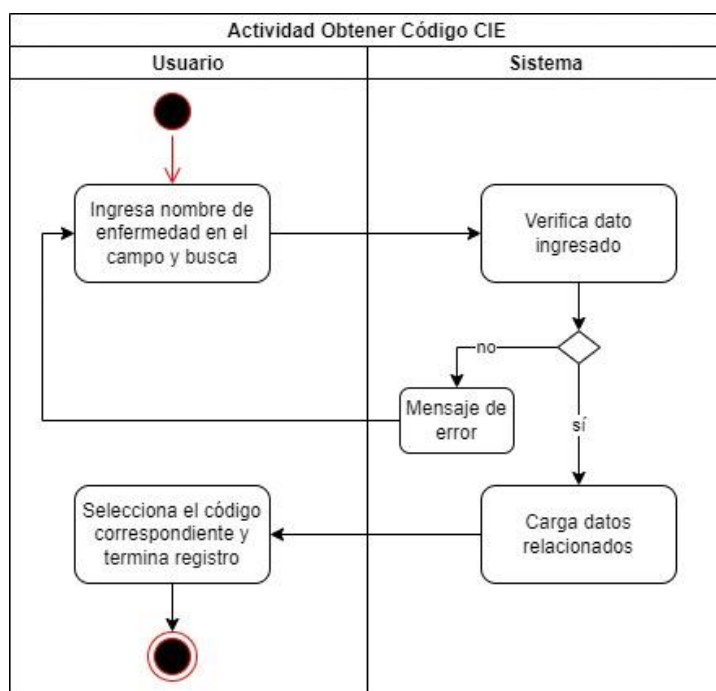 Actividad Obtener Código CIE
Usuario
Sistema
Ingresa nombre de
enfermedad en el
campo y busca
Verifica dato
ingresado
no
Mensaje de
error
sí
Selecciona el código
correspondiente y
termina registro
Carga datos
relacionados